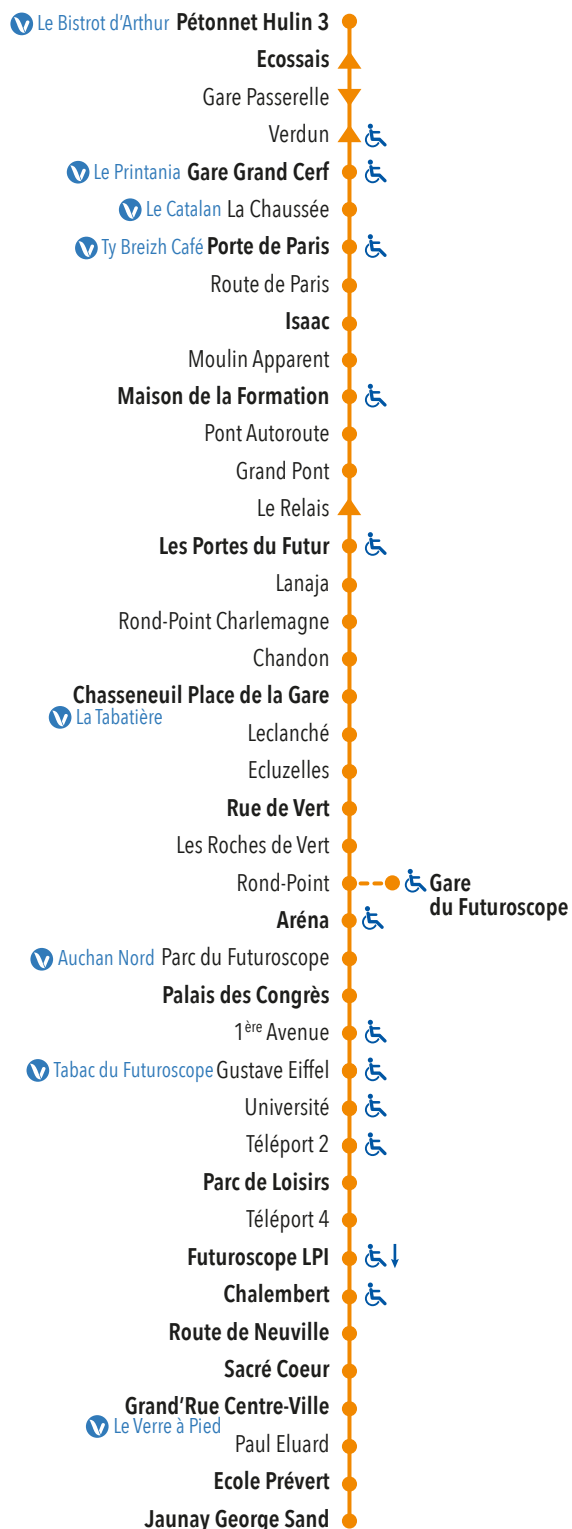 Le Bistrot d'Arthur Pétonnet Hulin 3
Ecossais
Gare Passerelle
Verdun
Le Printania Gare Grand Cerf
Le Catalan La Chaussée
Ty Breizh Café Porte de Paris
Route de Paris
Isaac
Moulin Apparent
Maison de la Formation
Pont Autoroute
Grand Pont
Le Relais
Les Portes du Futur
Lanaja
Rond-Point Charlemagne
Chandon
Chasseneuil Place de la Gare
La Tabatière
Leclanché
Ecluzelles
Rue de Vert
Les Roches de Vert
Rond-Point Gare
du Futuroscope
Aréna
Auchan Nord Parc du Futuroscope
Palais des Congrès
1ère Avenue
Tabac du Futuroscope Gustave Eiffel
Université
Téléport 2
Parc de Loisirs
Téléport 4
Futuroscope LPI
Chalembert
Route de Neuville
Sacré Coeur
Grand'Rue Centre-Ville
Le Verre à Pied
Paul Eluard
Ecole Prévert
Jaunay George Sand